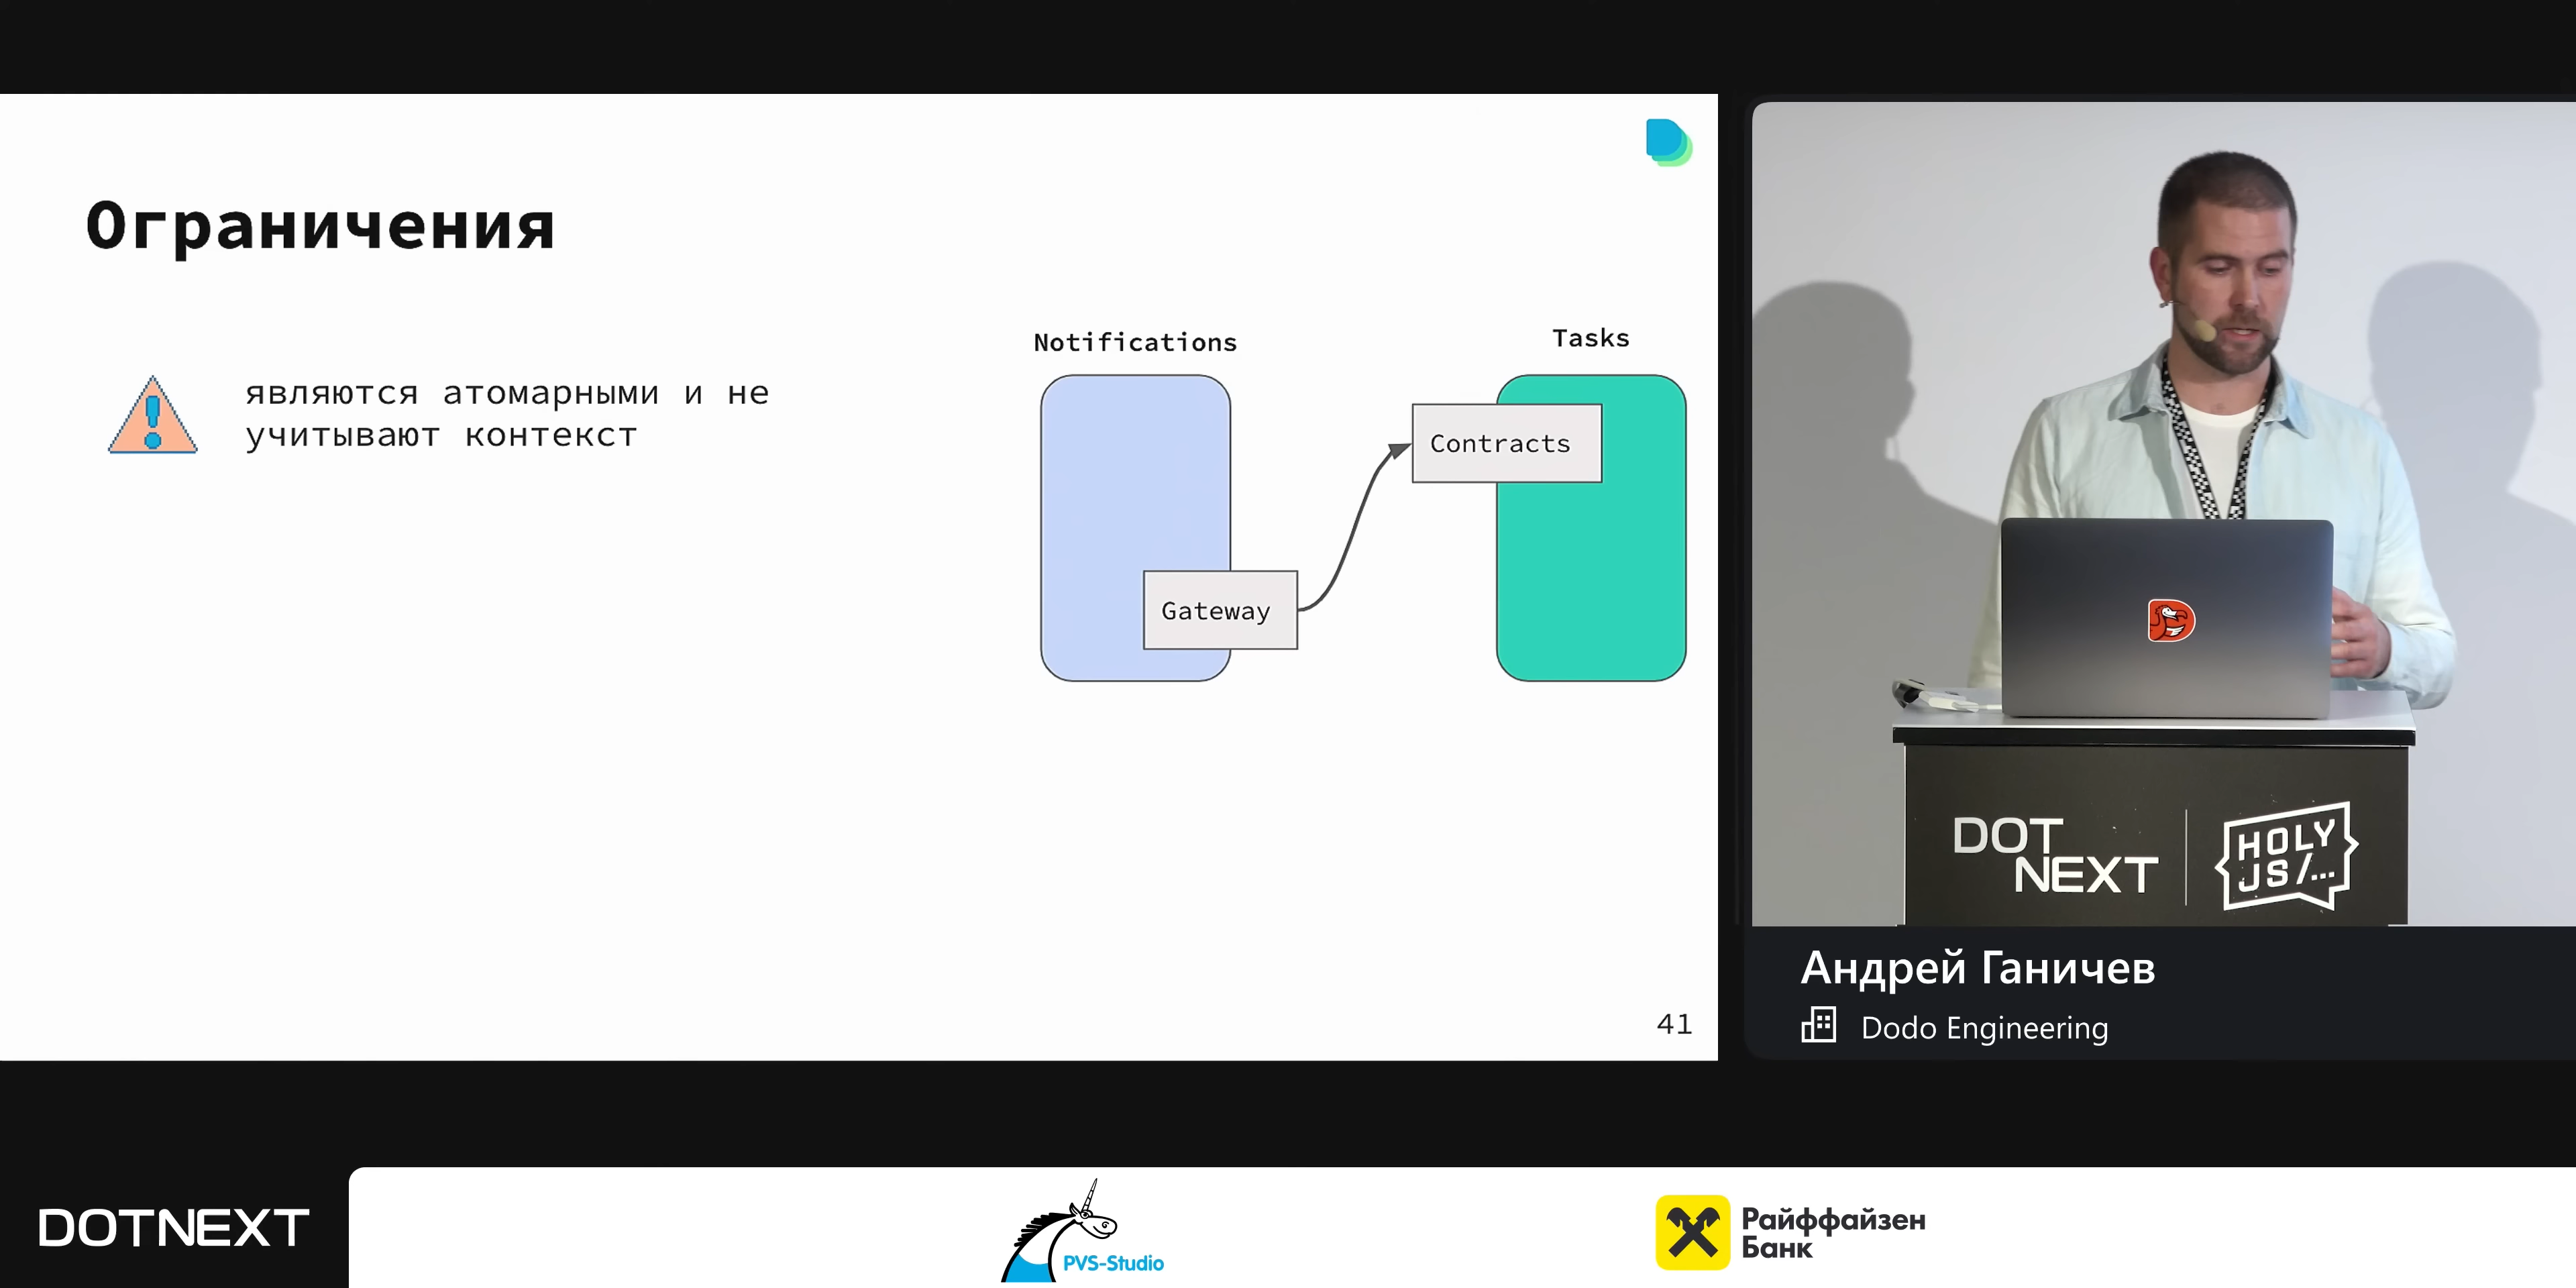 Ограничения
являются атомарными и не
учитывают контекст
Notifications
Tasks
Contracts
Gateway
41
DOT
NEXT
HOLY
JS/...
Андрей Ганичев
Dodo Engineering
DOTNEXT
PVS-Studio
Райффайзен
Банк